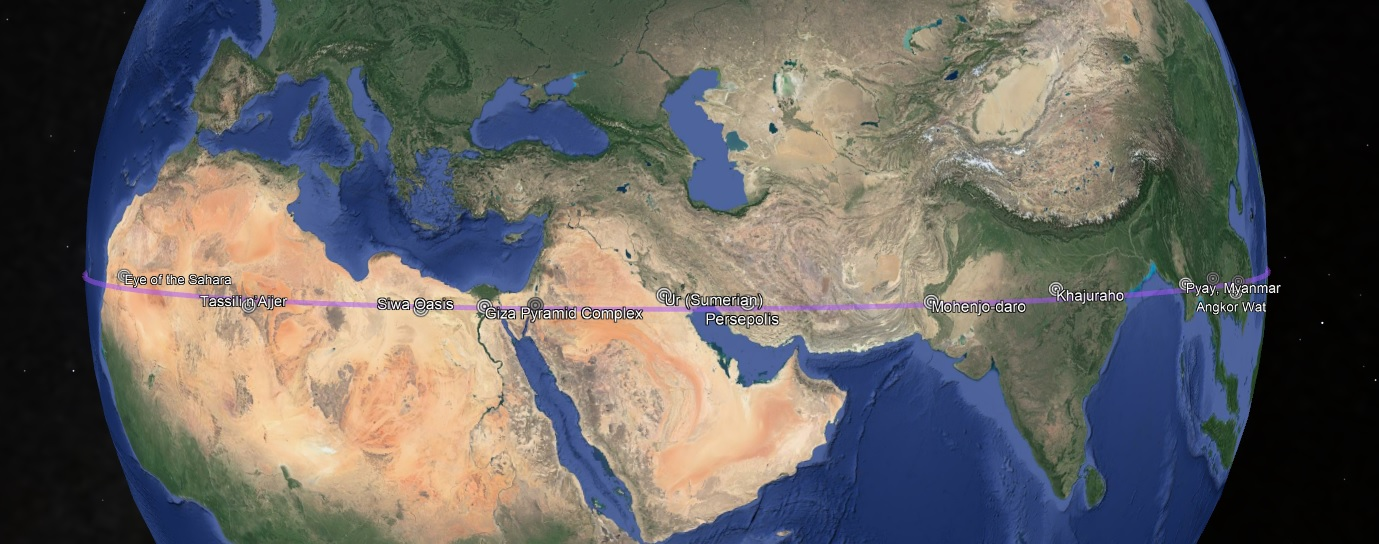 Eye of the Sahara
Tassili n'Ajjer
Siwa Oasis
Giza Pyramid Complex
Ur (Sumerian)
Persepolis
Mohenjo-daro
Khajuraho
Pyay, Myanmar
Angkor Wat